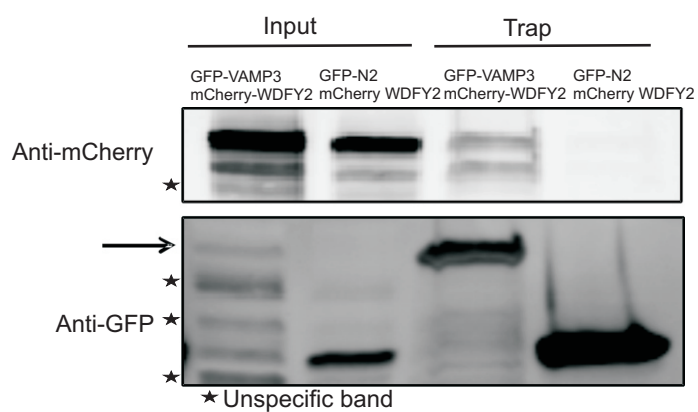 Input Trap
GFP-VAMP3 GFP-N2 GFP-VAMP3 GFP-N2
mCherry-WDFY2 mCherry WDFY2 mCherry-WDFY2 mCherry WDFY2
Anti-mCherry
★
★
★
Anti-GFP
★
★ Unspecific band